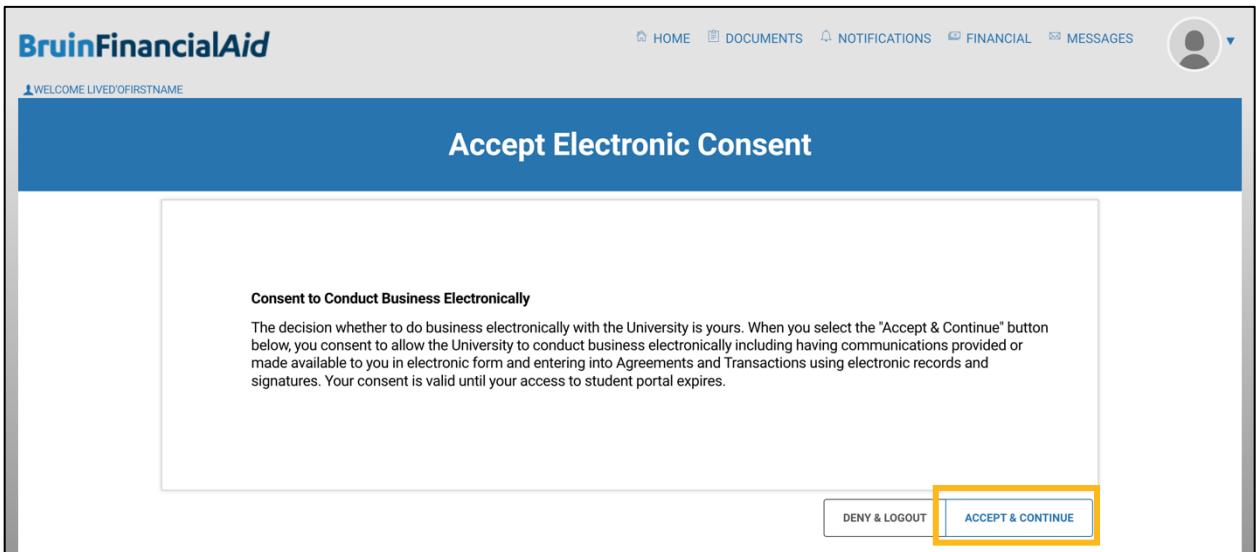 BruinFinancialAid
HOME DOCUMENTS NOTIFICATIONS FINANCIAL MESSAGES
WELCOME LIVED'OFIRSTNAME
Accept Electronic Consent
Consent to Conduct Business Electronically
The decision whether to do business electronically with the University is yours. When you select the "Accept & Continue" button
below, you consent to allow the University to conduct business electronically including having communications provided or
made available to you in electronic form and entering into Agreements and Transactions using electronic records and
signatures. Your consent is valid until your access to student portal expires.
DENY & LOGOUT ACCEPT & CONTINUE